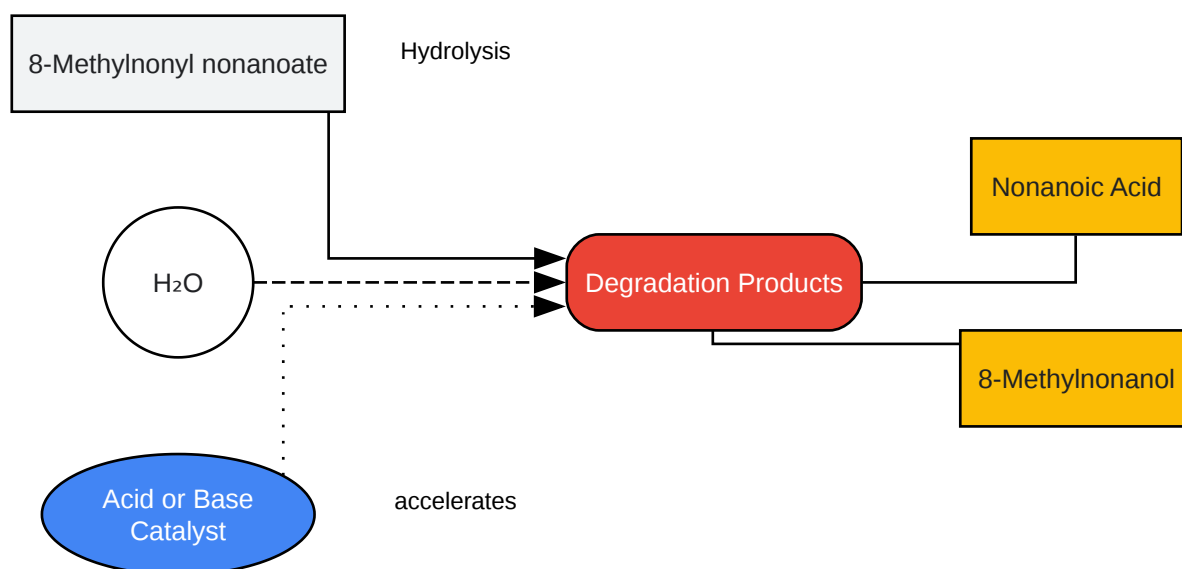 8-Methylnonyl nonanoate
Hydrolysis
Nonanoic Acid
H₂O
Degradation Products
8-Methylnonanol
Acid or Base
Catalyst
accelerates